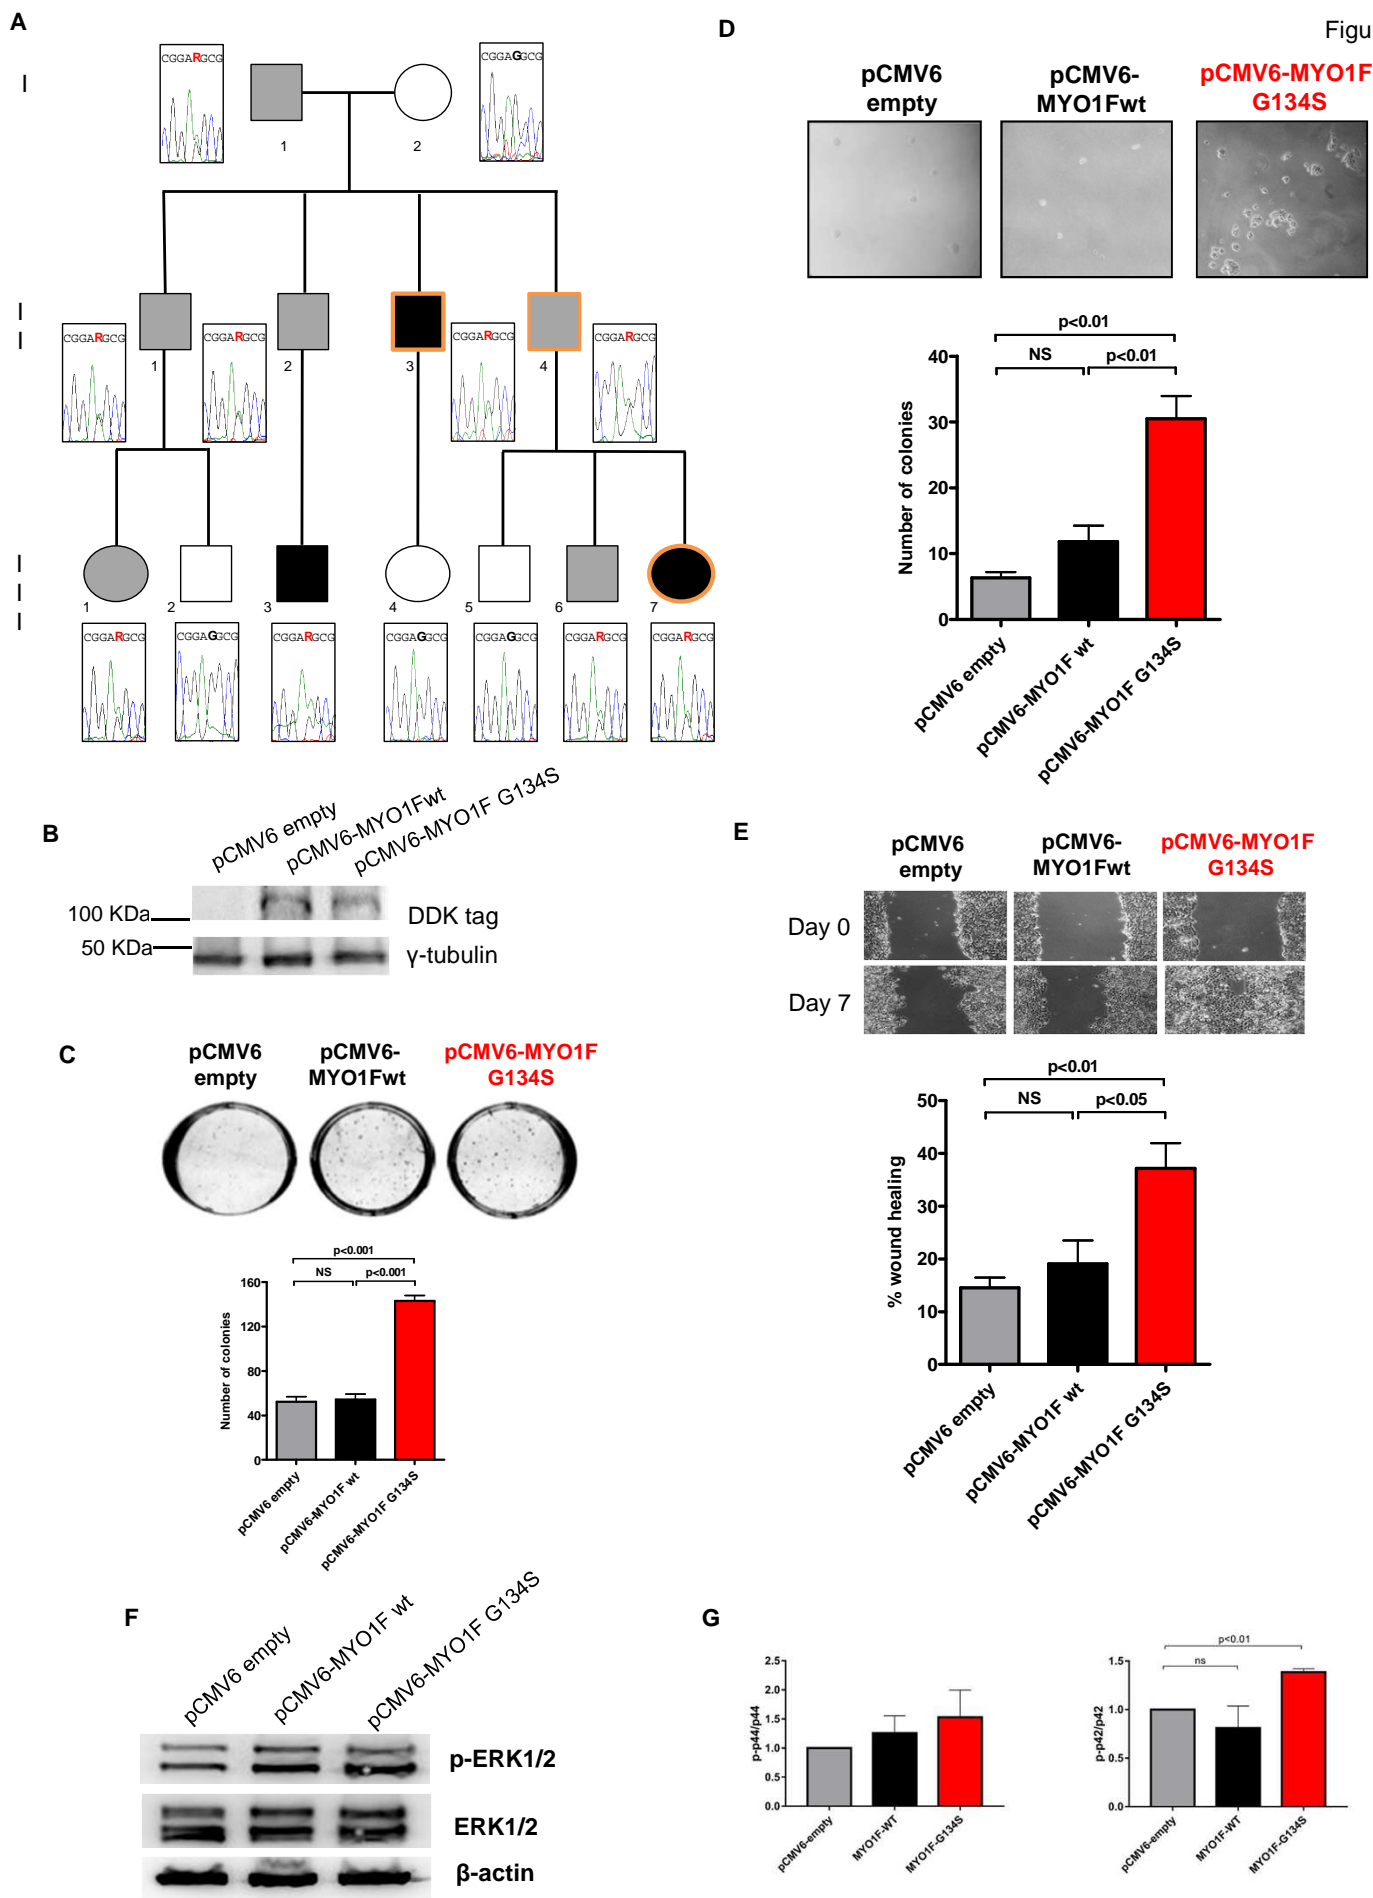 A
I
CGGARGCG
CGGAGGCG
1
2
I
I
CGGARGCG
1
CGGARGCG
2
3
CGGARGCG
4
CGGARGCG
I
I
I
1
2
3
4
5
6
7
CGGARGCG
CGGAGGCG
CGGARGCG
CGGAGGCG
CGGAGGCG
CGGARGCG
CGGARGCG
B
pCMV6 empty
pCMV6-MYO1Fwt
pCMV6-MYO1F G134S
100 KDa
DDK tag
50 KDa
γ-tubulin
C
pCMV6
empty
pCMV6-
MYO1Fwt
pCMV6-MYO1F
G134S
p<0.001
NS
p<0.001
Number of colonies
160
80
40
0
pCMV6 empty
pCMV6-MYO1F wt
pCMV6-MYO1F G134S
Figu
D
pCMV6
empty
pCMV6-
MYO1Fwt
pCMV6-MYO1F
G134S
p<0.01
NS
p<0.01
Number of colonies
40
30
20
10
0
pCMV6 empty
pCMV6-MYO1F wt
pCMV6-MYO1F G134S
E
pCMV6
empty
pCMV6-
MYO1Fwt
pCMV6-MYO1F
G134S
Day 0
Day 7
p<0.01
NS
p<0.05
% wound healing
50
40
30
20
10
0
pCMV6 empty
pCMV6-MYO1F wt
pCMV6-MYO1F G134S
F
pCMV6 empty
pCMV6-MYO1F wt
pCMV6-MYO1F G134S
p-ERK1/2
ERK1/2
β-actin
G
p-p44/p44
2.5
2.0
1.5
1.0
0.5
0.0
pCMV6-empty
MYO1F-WT
MYO1F-G134S
p<0.01
ns
p-p42/p42
1.5
1.0
0.5
0.0
pCMV6-empty
MYO1F-WT
MYO1F-G134S